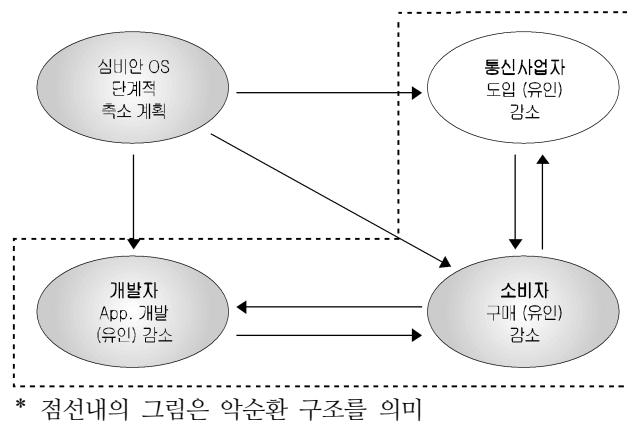 심비안 OS
단계적
축소 계획
통신사업자
도입 (유인)
감소
개발자
App. 개발
(유인) 감소
소비자
구매 (유인)
감소
* 점선내의 그림은 악순환 구조를 의미